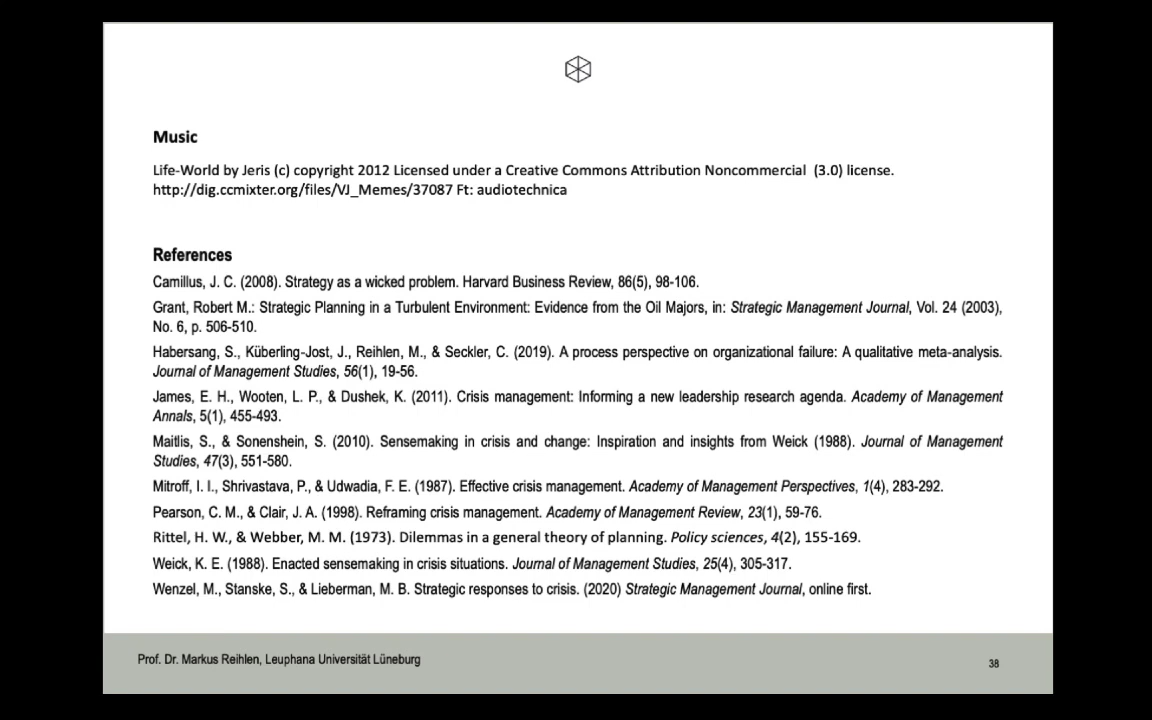 Music
Life-World by Jeris (c) copyright 2012 Licensed under a Creative Commons Attribution Noncommercial (3.0) license.
http://dig.ccmixter.org/files/VJ_Memes/37087 Ft: audiotechnica
References
Camillus, J. C. (2008). Strategy as a wicked problem. Harvard Business Review, 86(5), 98-106.
Grant, Robert M.: Strategic Planning in a Turbulent Environment: Evidence from the Oil Majors, in: Strategic Management Journal, Vol. 24 (2003),
No. 6, p. 506-510.
Habersang, S., Küberling-Jost, J., Reihlen, M., & Seckler, C. (2019). A process perspective on organizational failure: A qualitative meta-analysis.
Journal of Management Studies, 56(1), 19-56.
James, E. H., Wooten, L. P., & Dushek, K. (2011). Crisis management: Informing a new leadership research agenda. Academy of Management
Annals, 5(1), 455-493.
Maitlis, S., & Sonenshein, S. (2010). Sensemaking in crisis and change: Inspiration and insights from Weick (1988). Journal of Management
Studies, 47(3), 551-580.
Mitroff, I. I., Shrivastava, P., & Udwadia, F. E. (1987). Effective crisis management. Academy of Management Perspectives, 1(4), 283-292.
Pearson, C. M., & Clair, J. A. (1998). Reframing crisis management. Academy of Management Review, 23(1), 59-76.
Rittel, H. W., & Webber, M. M. (1973). Dilemmas in a general theory of planning. Policy sciences, 4(2), 155-169.
Weick, K. E. (1988). Enacted sensemaking in crisis situations. Journal of Management Studies, 25(4), 305-317.
Wenzel, M., Stanske, S., & Lieberman, M. B. Strategic responses to crisis. (2020) Strategic Management Journal, online first.
Prof. Dr. Markus Reihlen, Leuphana Universität Lüneburg
38